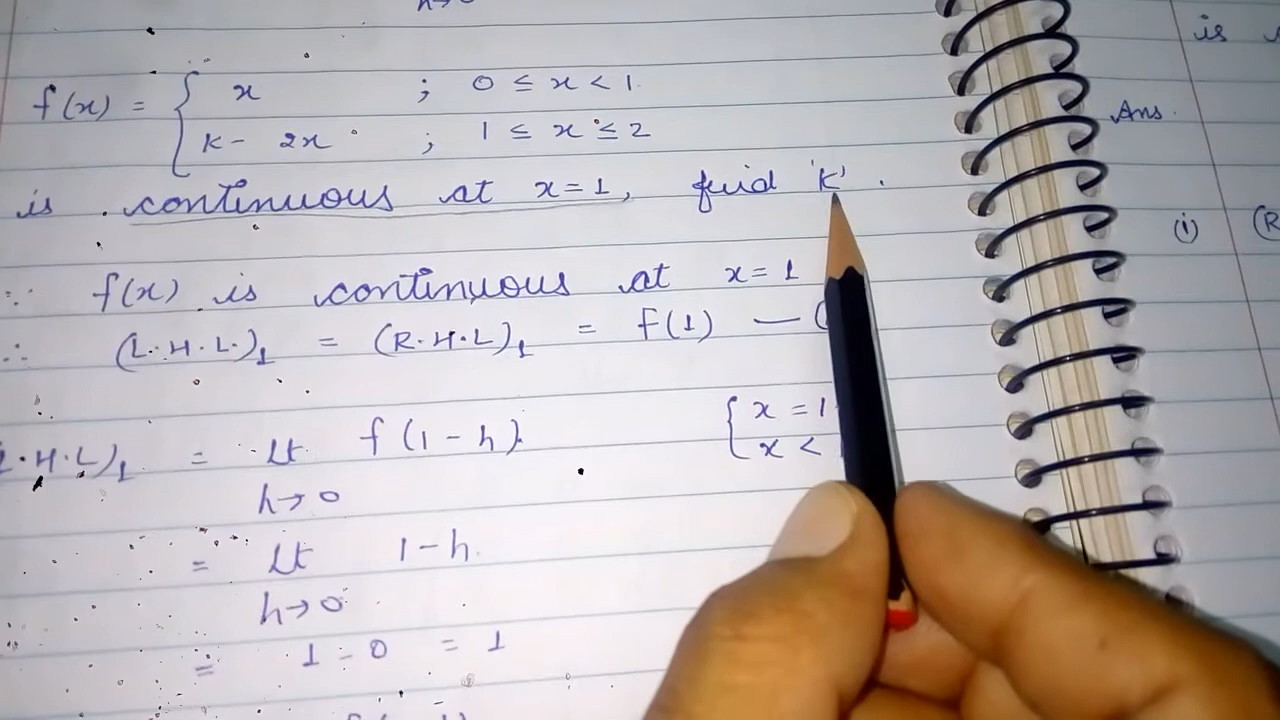 h→0
f(x) = { x ; 0 ≤ x < 1
k - 2x ; 1 ≤ x ≤ 2
is continuous at x = 1, find 'k'.
∵ f(x) is continuous at x = 1
∴ (L.H.L.)₁ = (R.H.L)₁ = f(1) — (
.H.L)₁ = Lt f(1 - h) { x = 1
h→0 x <
= Lt 1 - h
h→0
= 1 - 0 = 1
is
Ans.
(i) (R